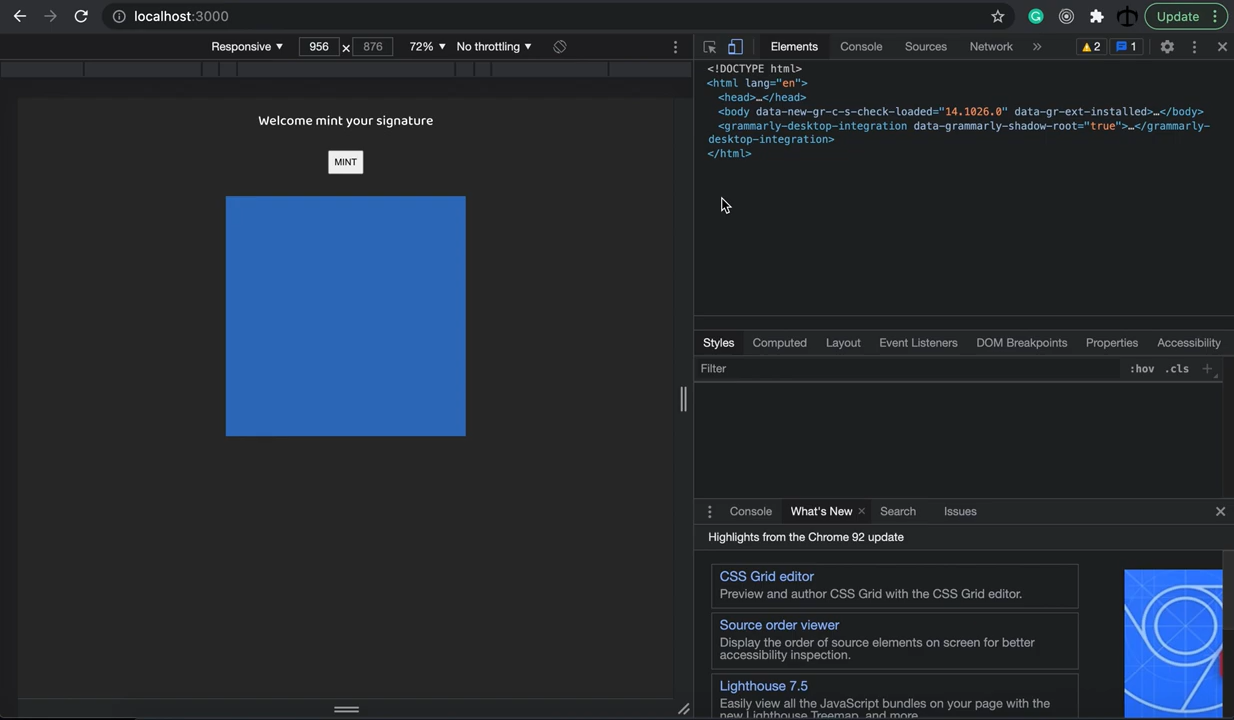 localhost:3000
Update
Responsive 956 876 72% No throttling
Elements Console Sources Network » 2 1
Welcome mint your signature
MINT
<!DOCTYPE html>
<html lang="en">
<head>…</head>
<body data-new-gr-c-s-check-loaded="14.1026.0" data-gr-ext-installed>…</body>
<grammarly-desktop-integration data-grammarly-shadow-root="true">…</grammarly-
desktop-integration>
</html>
Styles Computed Layout Event Listeners DOM Breakpoints Properties Accessibility
Filter :hov .cls +
Console What's New × Search Issues
Highlights from the Chrome 92 update
CSS Grid editor
Preview and author CSS Grid with the CSS Grid editor.
Source order viewer
Display the order of source elements on screen for better
accessibility inspection.
Lighthouse 7.5
Easily view all the JavaScript bundles on your page with the
new Lighthouse Treemap, and more.